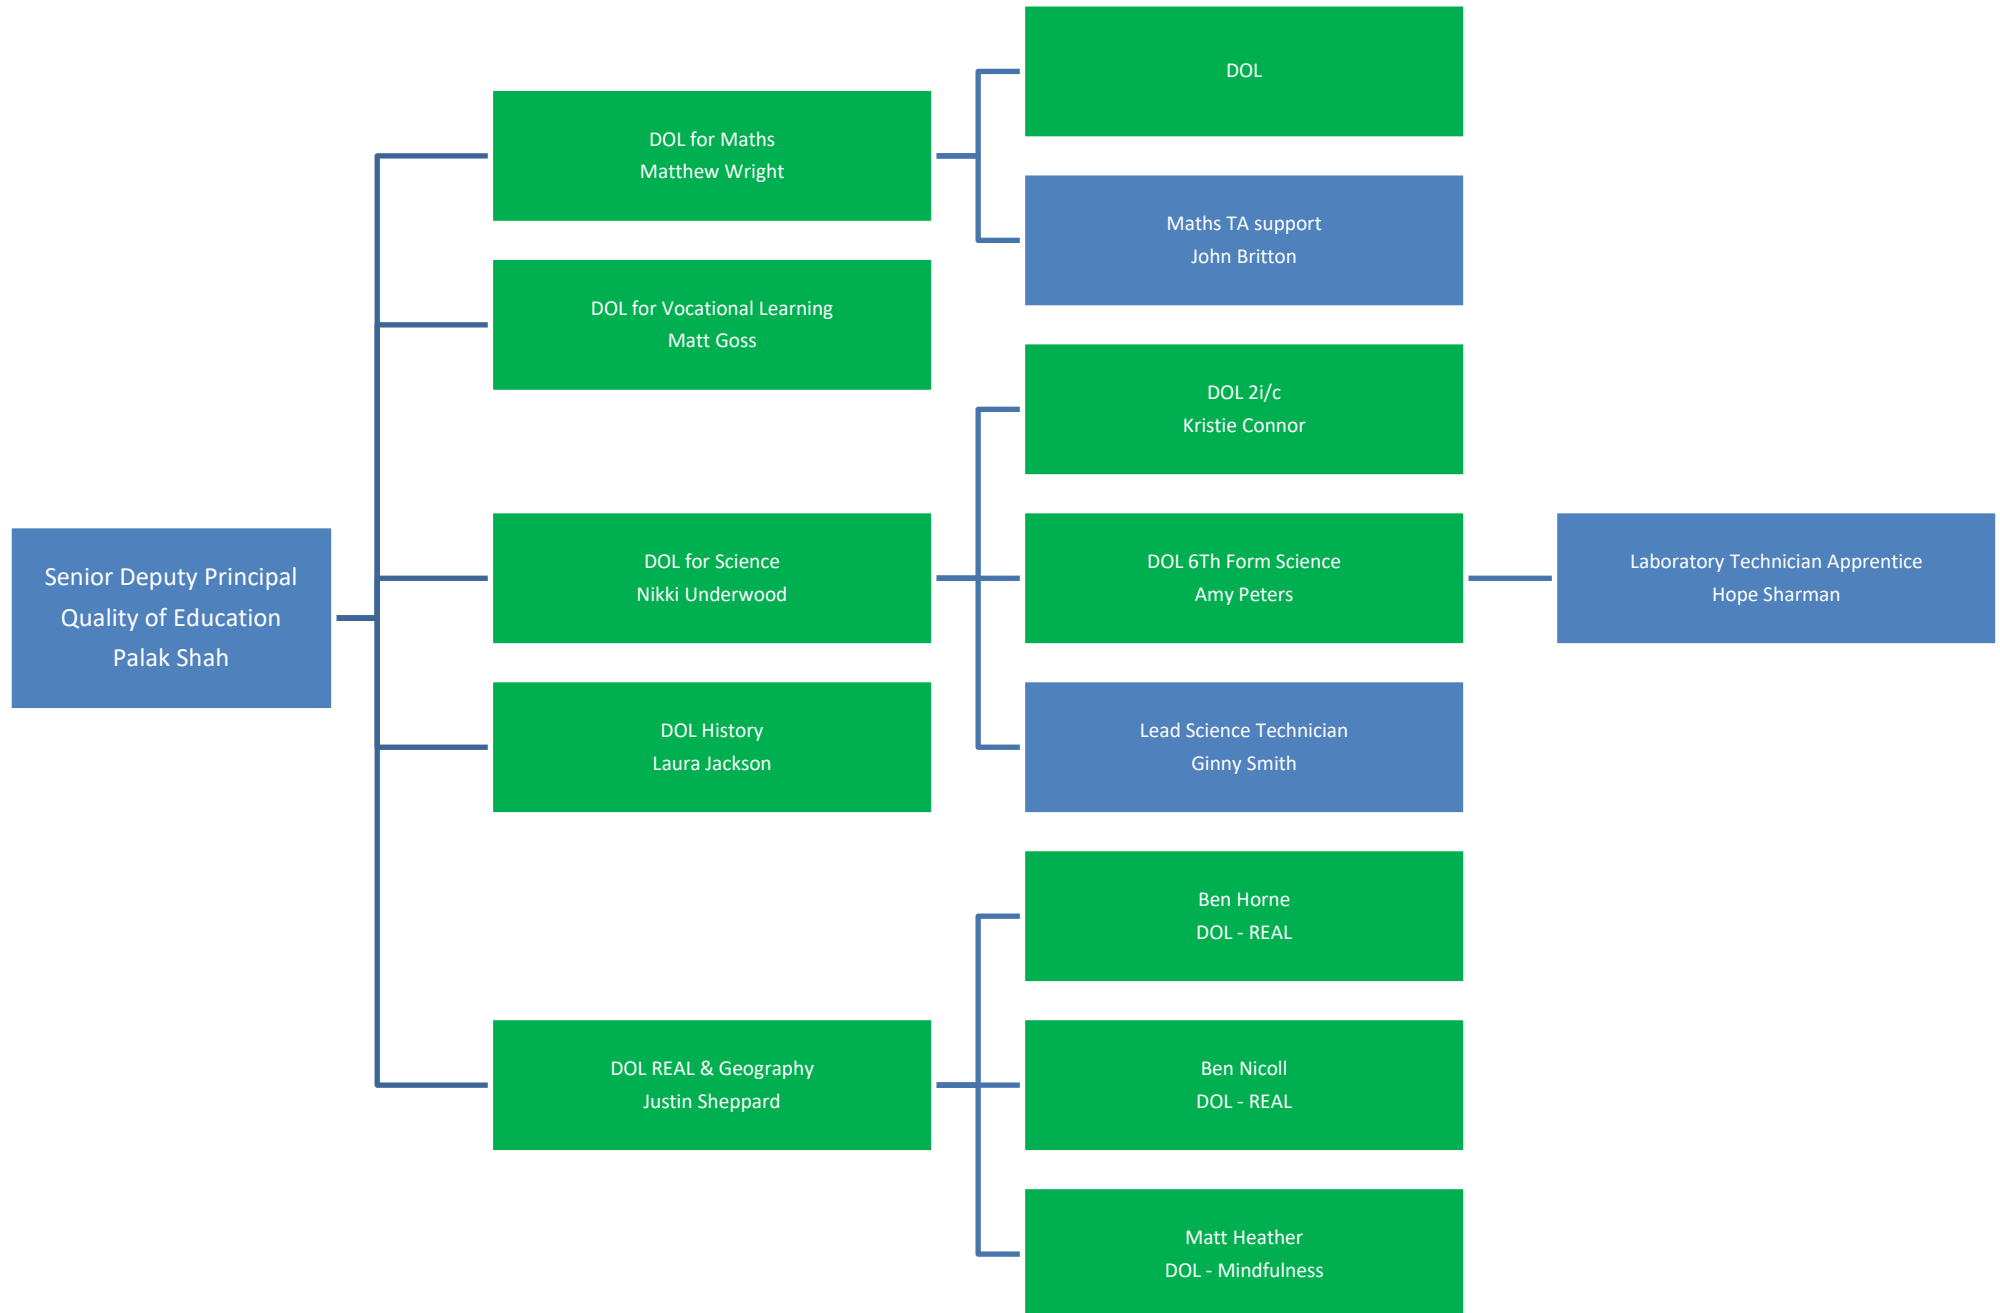 Senior Deputy Principal
Quality of Education
Palak Shah
DOL for Maths
Matthew Wright
DOL
Maths TA support
John Britton
DOL for Vocational Learning
Matt Goss
DOL for Science
Nikki Underwood
DOL 2i/c
Kristie Connor
DOL 6Th Form Science
Amy Peters
Laboratory Technician Apprentice
Hope Sharman
Lead Science Technician
Ginny Smith
DOL History
Laura Jackson
DOL REAL & Geography
Justin Sheppard
Ben Horne
DOL - REAL
Ben Nicoll
DOL - REAL
Matt Heather
DOL - Mindfulness